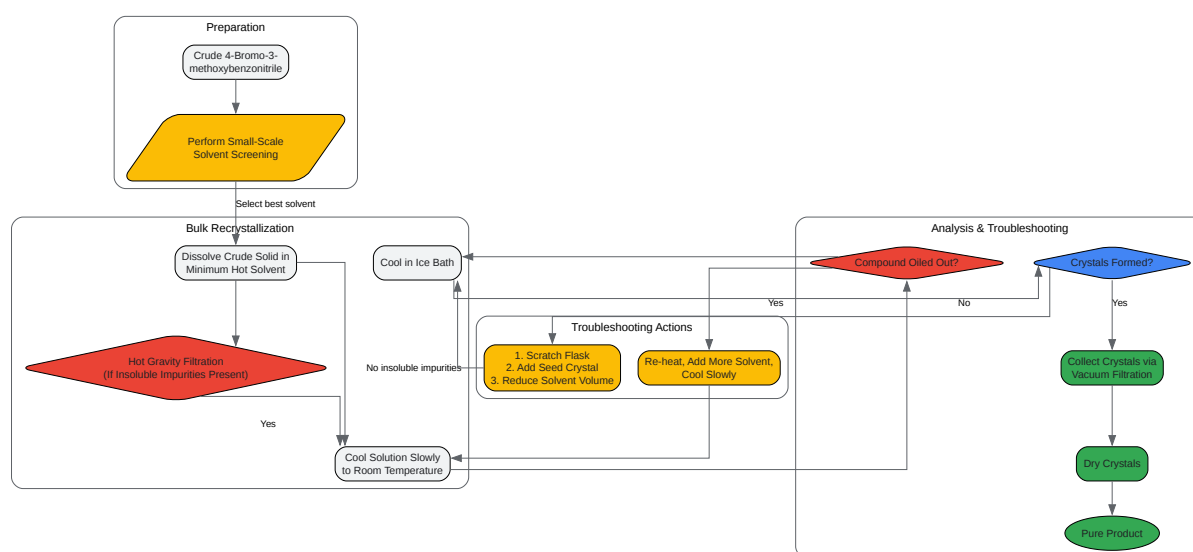 Preparation
Crude 4-Bromo-3-
methoxybenzonitrile
Perform Small-Scale
Solvent Screening
Select best solvent
Bulk Recrystallization
Dissolve Crude Solid in
Minimum Hot Solvent
Cool in Ice Bath
Hot Gravity Filtration
(If Insoluble Impurities Present)
No insoluble impurities
Yes
Cool Solution Slowly
to Room Temperature
Troubleshooting Actions
1. Scratch Flask
2. Add Seed Crystal
3. Reduce Solvent Volume
Re-heat, Add More Solvent,
Cool Slowly
Analysis & Troubleshooting
Compound Oiled Out?
Crystals Formed?
Yes
No
Yes
Collect Crystals via
Vacuum Filtration
Dry Crystals
Pure Product